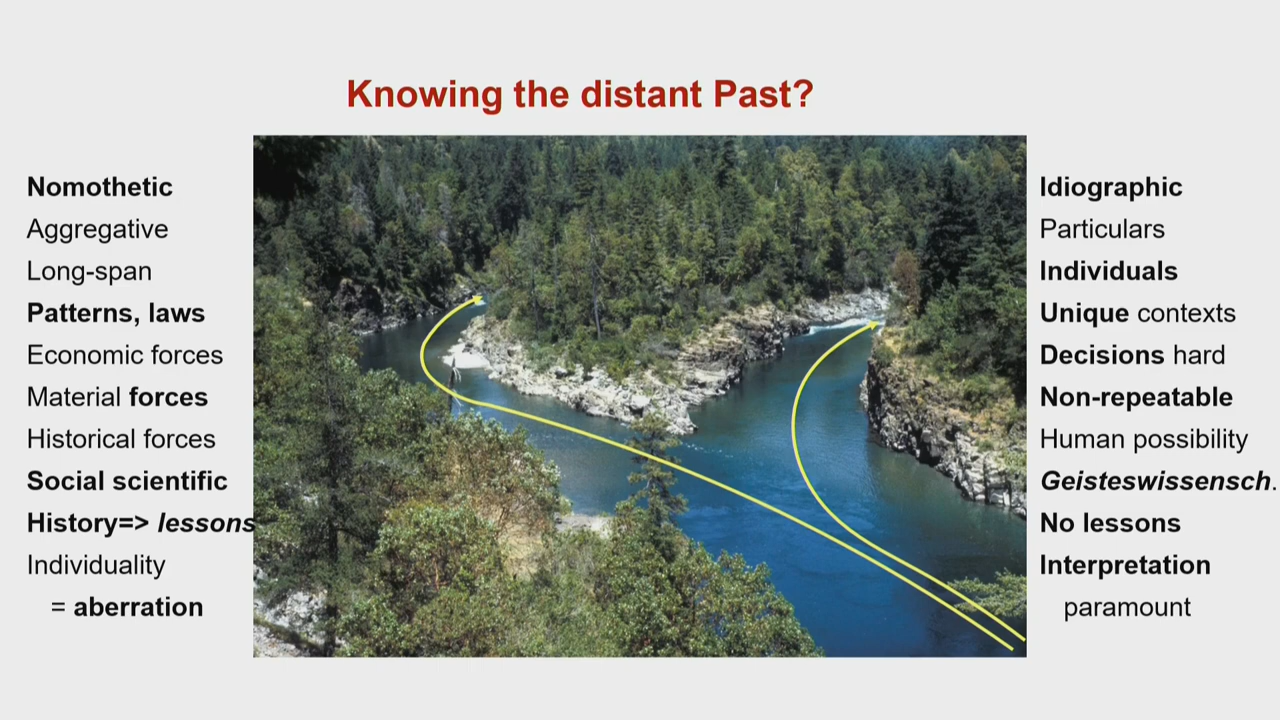 Knowing the distant Past?
Nomothetic
Aggregative
Long-span
Patterns, laws
Economic forces
Material forces
Historical forces
Social scientific
History=> lessons
Individuality
= aberration
Idiographic
Particulars
Individuals
Unique contexts
Decisions hard
Non-repeatable
Human possibility
Geisteswissensch.
No lessons
Interpretation
paramount